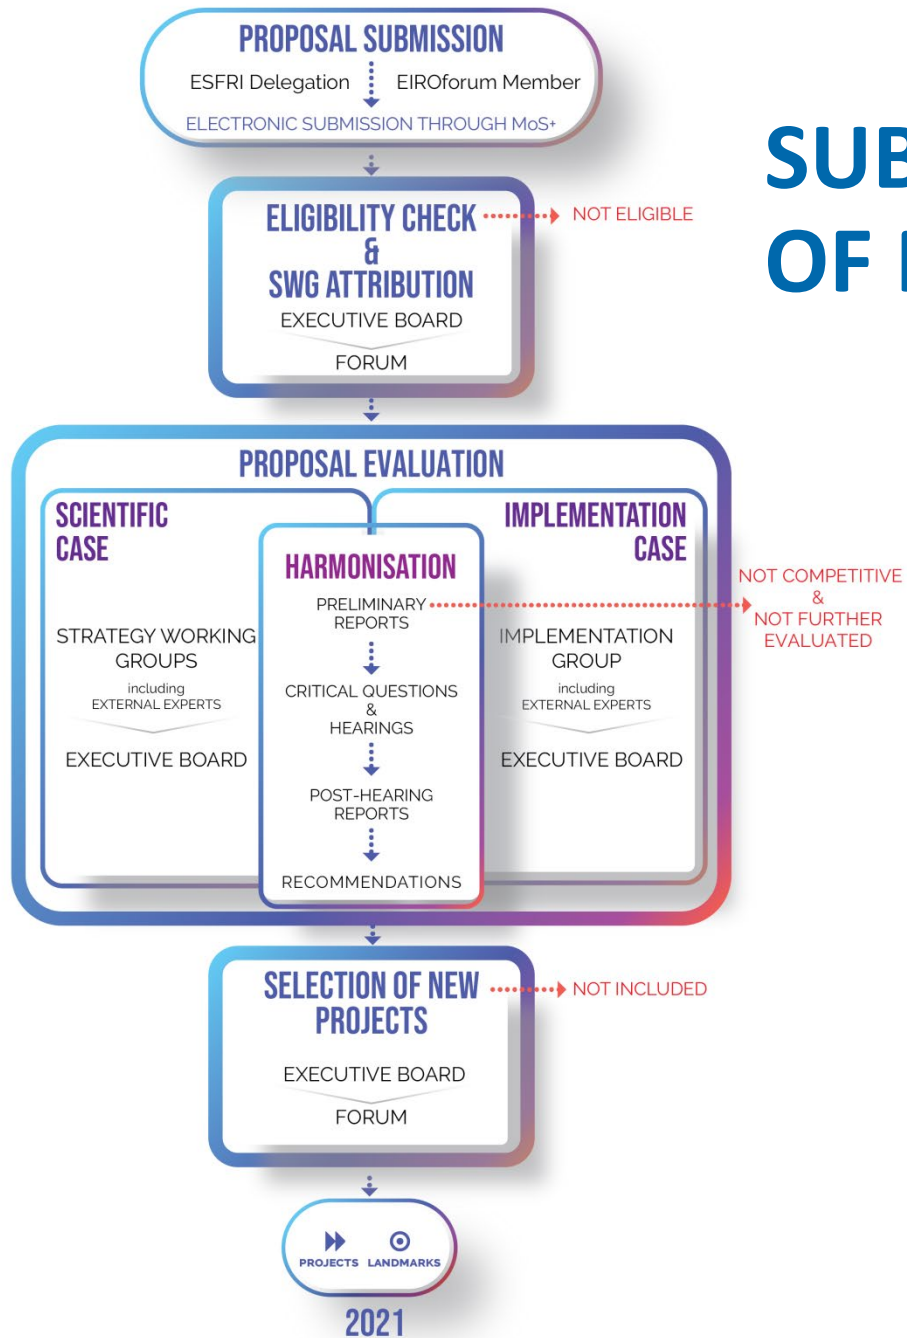 PROPOSAL SUBMISSION
ESFRI Delegation
EIROforum Member
ELECTRONIC SUBMISSION THROUGH MoS+
SUB
OF
ELIGIBILITY CHECK
&
SWG ATTRIBUTION
NOT ELIGIBLE
EXECUTIVE BOARD
FORUM
PROPOSAL EVALUATION
SCIENTIFIC
CASE
STRATEGY WORKING
GROUPS
including
EXTERNAL EXPERTS
EXECUTIVE BOARD
HARMONISATION
PRELIMINARY
REPORTS
CRITICAL QUESTIONS
&
HEARINGS
POST-HEARING
REPORTS
RECOMMENDATIONS
IMPLEMENTATION
CASE
IMPLEMENTATION
GROUP
including
EXTERNAL EXPERTS
EXECUTIVE BOARD
NOT COMPETITIVE
&
NOT FURTHER
EVALUATED
SELECTION OF NEW
PROJECTS
NOT INCLUDED
EXECUTIVE BOARD
FORUM
PROJECTS
LANDMARKS
2021